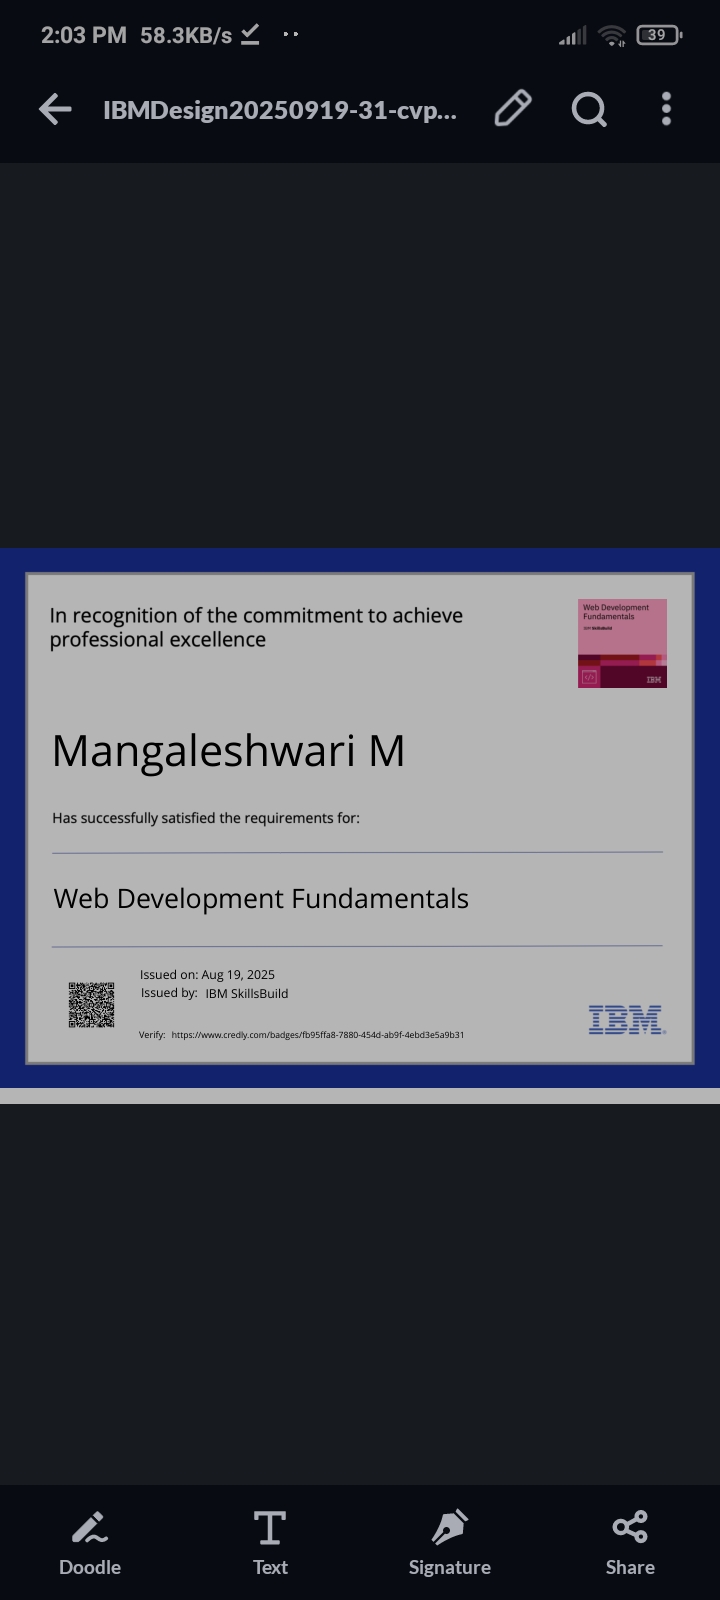 2:03 PM 58.3KB/s 39
IBMDesign20250919-31-cvp...
In recognition of the commitment to achieve
professional excellence
Web Development
Fundamentals
IBM SkillsBuild
IBM
Mangaleshwari M
Has successfully satisfied the requirements for:
Web Development Fundamentals
Issued on: Aug 19, 2025
Issued by: IBM SkillsBuild
IBM
Verify: https://www.credly.com/badges/fb95ffa8-7880-454d-ab9f-4ebd3e5a9b31
Doodle Text Signature Share